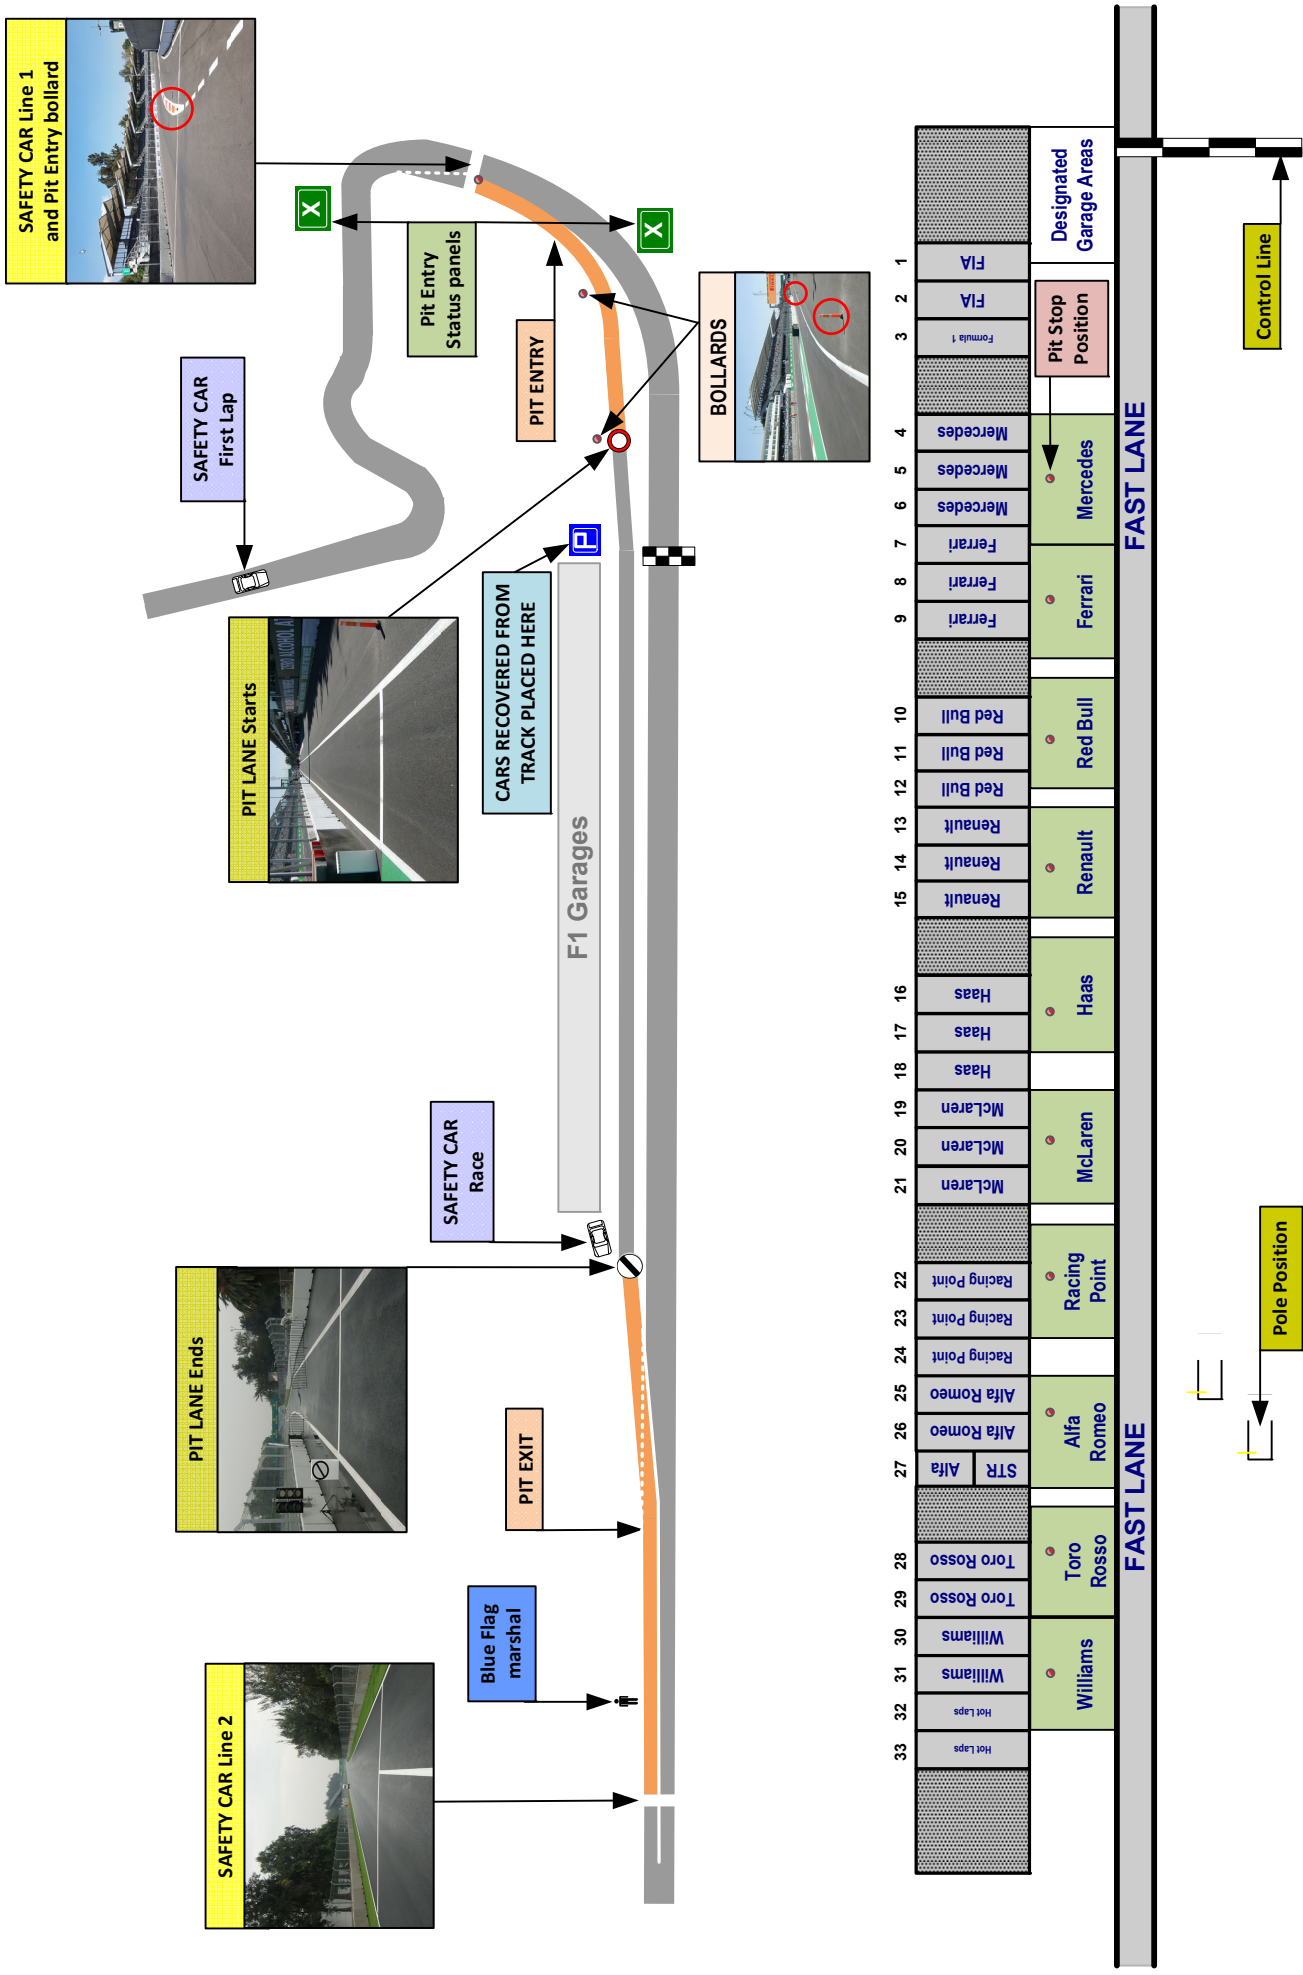 SAFETY CAR Line 1
and Pit Entry bollard
X
X
Pit Entry
Status panels
SAFETY CAR
First Lap
PIT ENTRY
BOLLARDS
PIT LANE Starts
ZERO ALCOHOL
CARS RECOVERED FROM
TRACK PLACED HERE
P
F1 Garages
SAFETY CAR
Race
PIT LANE Ends
PIT EXIT
Blue Flag
marshal
SAFETY CAR Line 2
Designated
Garage Areas
Pit Stop
Position
Control Line
Pole Position
FAST LANE
FAST LANE
1
FIA
2
FIA
3
Formula 1
4
Mercedes
5
Mercedes
6
Mercedes
7
Ferrari
8
Ferrari
9
Ferrari
10
Red Bull
11
Red Bull
12
Red Bull
13
Renault
14
Renault
15
Renault
16
Haas
17
Haas
18
Haas
19
McLaren
20
McLaren
21
McLaren
22
Racing Point
23
Racing Point
24
Racing Point
25
Alfa Romeo
26
Alfa Romeo
27
Alfa
STR
28
Toro Rosso
29
Toro Rosso
30
Williams
31
Williams
32
Hot Laps
33
Hot Laps
Mercedes
Ferrari
Red Bull
Renault
Haas
McLaren
Racing
Point
Alfa
Romeo
Toro
Rosso
Williams